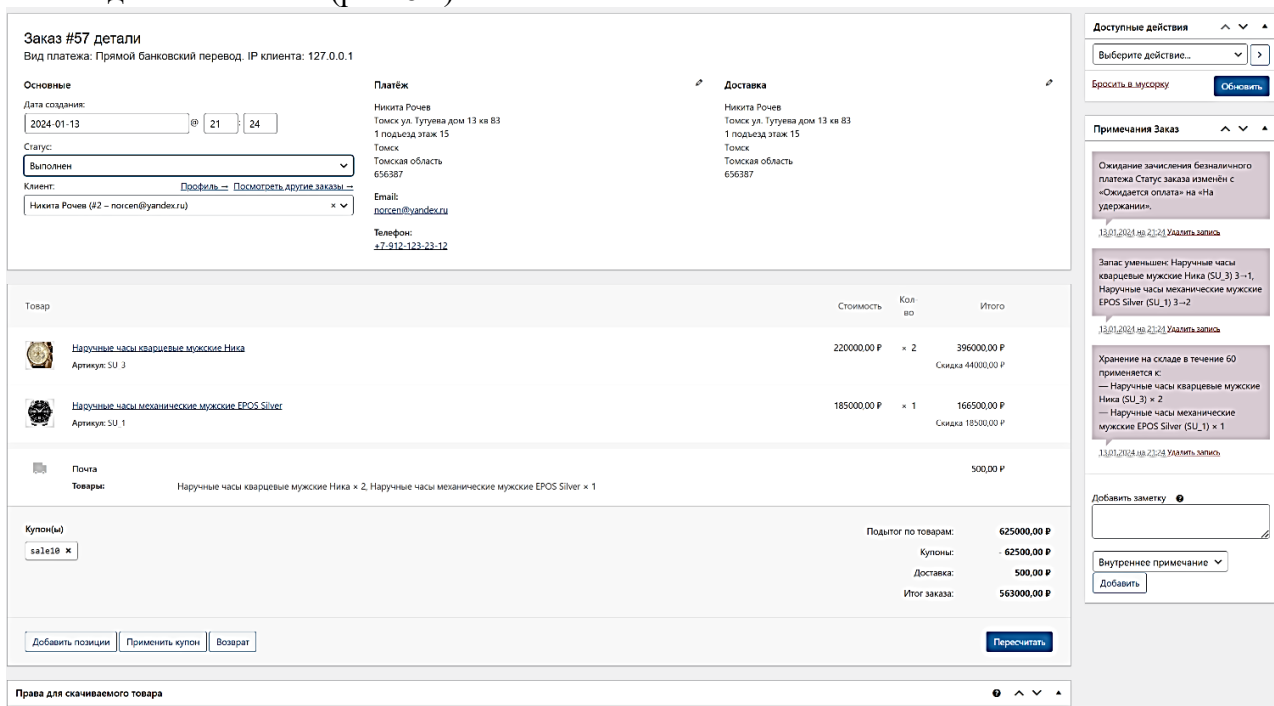 Заказ #57 детали
Вид платежа: Прямой банковский перевод. IP клиента: 127.0.0.1
Основные
Дата создания:
2024-01-13 @ 21 : 24
Статус:
Выполнен
Клиент: Профиль → Посмотреть другие заказы →
Никита Рочев (#2 – norcen@yandex.ru) × 
Платёж
Никита Рочев
Томск ул. Тутуева дом 13 кв 83
1 подъезд этаж 15
Томск
Томская область
656387
Email:
norcen@yandex.ru
Телефон:
+7-912-123-23-12
Доставка
Никита Рочев
Томск ул. Тутуева дом 13 кв 83
1 подъезд этаж 15
Томск
Томская область
656387
Товар Стоимость Кол-во Итого
Наручные часы кварцевые мужские Ника 220000,00 ₽ × 2 396000,00 ₽
Артикул: SU_3 Скидка 44000,00 ₽
Наручные часы механические мужские EPOS Silver 185000,00 ₽ × 1 166500,00 ₽
Артикул: SU_1 Скидка 18500,00 ₽
Почта 500,00 ₽
Товары: Наручные часы кварцевые мужские Ника × 2, Наручные часы механические мужские EPOS Silver × 1
Купон(ы)
sale10 ×
Подытог по товарам: 625000,00 ₽
Купоны: - 62500,00 ₽
Доставка: 500,00 ₽
Итог заказа: 563000,00 ₽
Добавить позиции Применить купон Возврат Пересчитать
Права для скачиваемого товара
Доступные действия
Выберите действие...
Бросить в мусорку Обновить
Примечания Заказ
Ожидание зачисления безналичного
платежа Статус заказа изменён с
«Ожидается оплата» на «На
удержании».
13.01.2024 на 21:24 Удалить запись
Запас уменьшен: Наручные часы
кварцевые мужские Ника (SU_3) 3→1,
Наручные часы механические мужские
EPOS Silver (SU_1) 3→2
13.01.2024 на 21:24 Удалить запись
Хранение на складе в течение 60
применяется к:
— Наручные часы кварцевые мужские
Ника (SU_3) × 2
— Наручные часы механические
мужские EPOS Silver (SU_1) × 1
13.01.2024 на 21:24 Удалить запись
Добавить заметку
Внутреннее примечание
Добавить